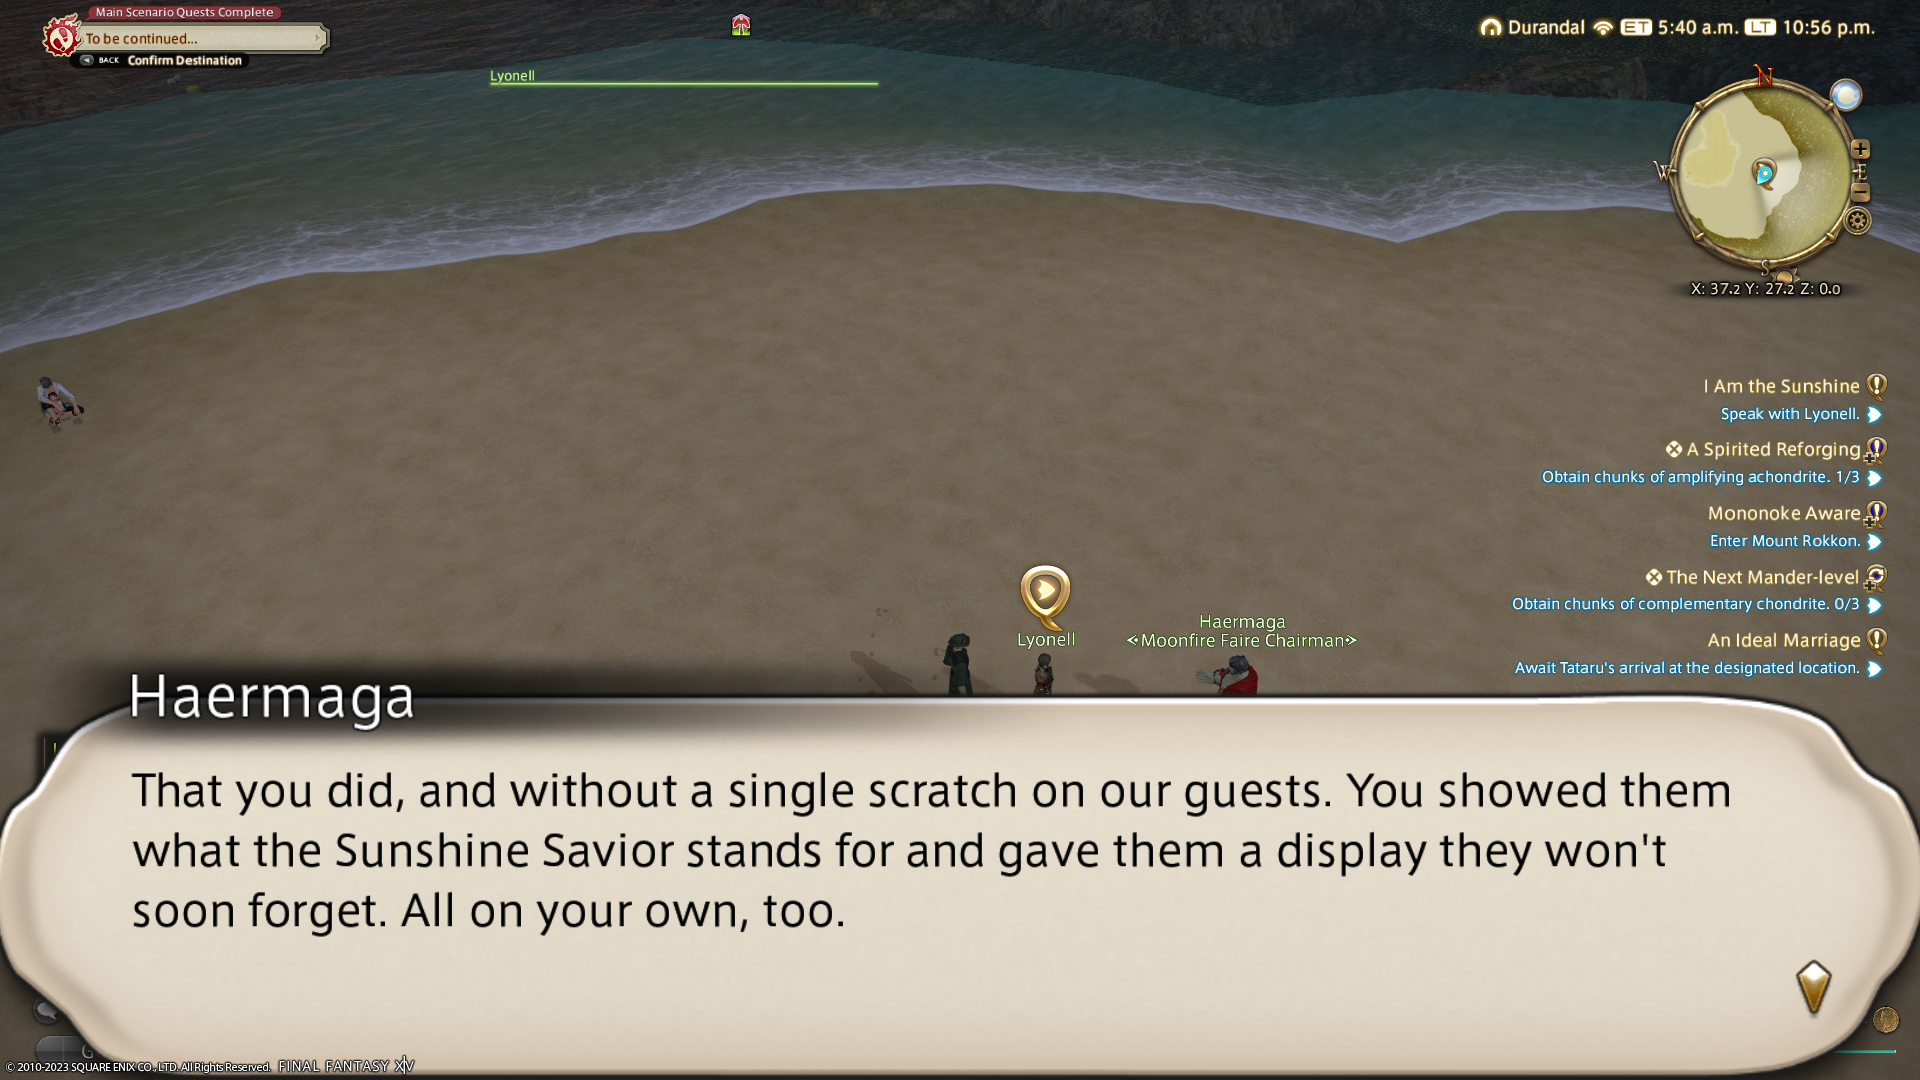 Main Scenario Quests Complete
To be continued...
BACK Confirm Destination
Lyonell
Durandal ET 5:40 a.m. LT 10:56 p.m.
N
W
E
S
X: 37.2 Y: 27.2 Z: 0.0
I Am the Sunshine
Speak with Lyonell.
A Spirited Reforging
Obtain chunks of amplifying achondrite. 1/3
Mononoke Aware
Enter Mount Rokkon.
The Next Mander-level
Obtain chunks of complementary chondrite. 0/3
An Ideal Marriage
Await Tataru's arrival at the designated location.
Lyonell
Haermaga
<Moonfire Faire Chairman>
Haermaga
That you did, and without a single scratch on our guests. You showed them
what the Sunshine Savior stands for and gave them a display they won't
soon forget. All on your own, too.
G
© 2010-2023 SQUARE ENIX CO., LTD. All Rights Reserved. FINAL FANTASY XIV